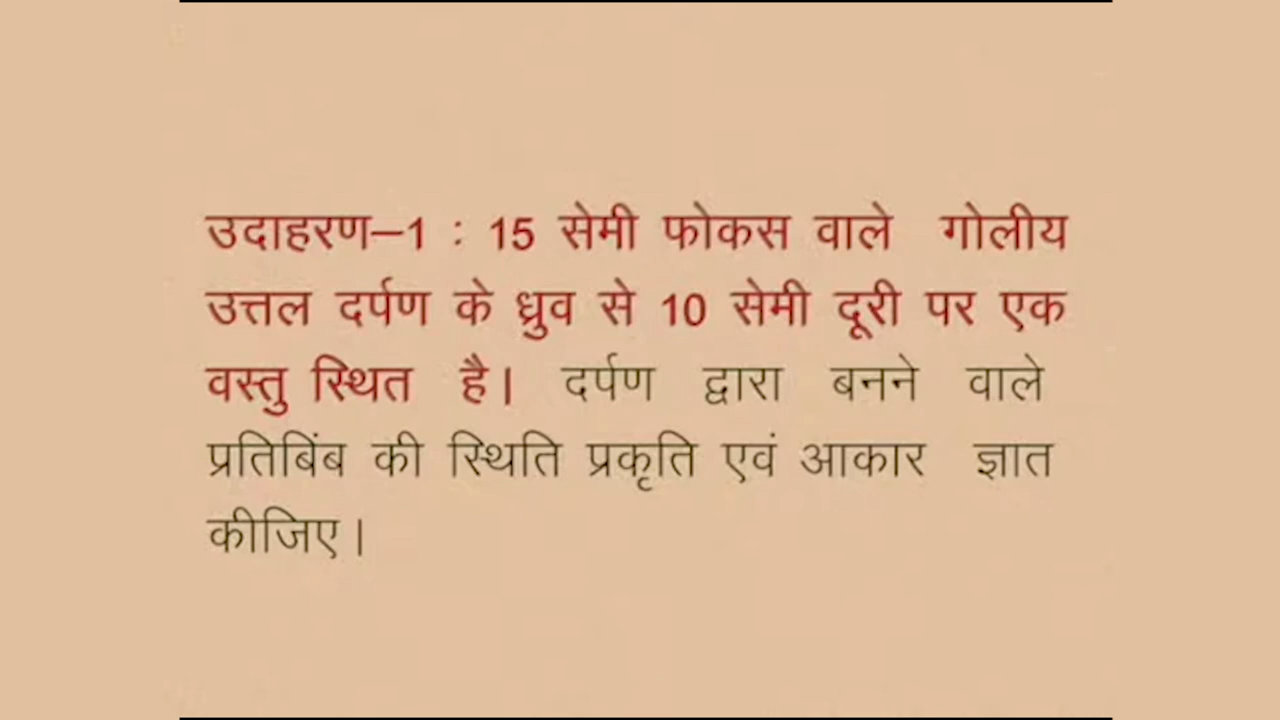 उदाहरण–1 : 15 सेमी फोकस वाले गोलीय
उत्तल दर्पण के ध्रुव से 10 सेमी दूरी पर एक
वस्तु स्थित है। दर्पण द्वारा बनने वाले
प्रतिबिंब की स्थिति प्रकृति एवं आकार ज्ञात
कीजिए।